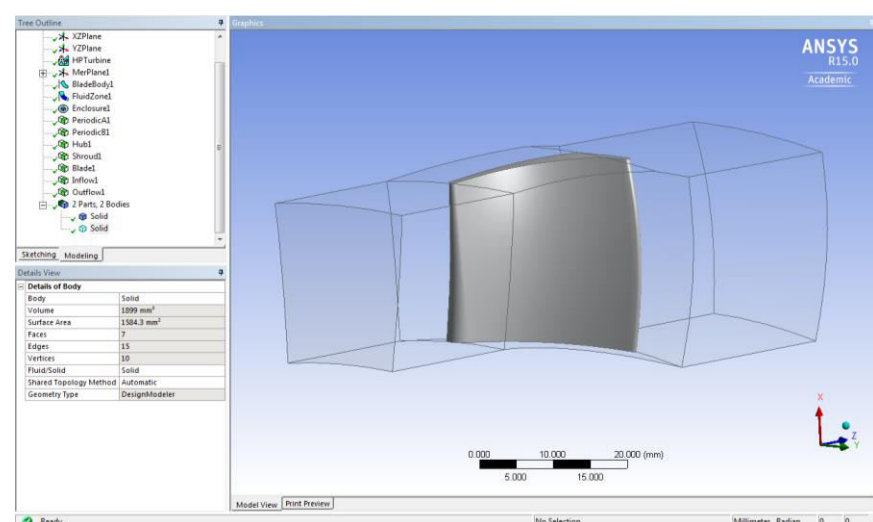 Tree Outline
Graphics
XZPlane
YZPlane
HPTurbine
MerPlane1
BladeBody1
FluidZone1
Enclosure1
PeriodicA1
PeriodicB1
Hub1
Shroud1
Blade1
Inflow1
Outflow1
2 Parts, 2 Bodies
Solid
Solid
Sketching Modeling
Details View
Details of Body
Body Solid
Volume 1899 mm³
Surface Area 1584.3 mm²
Faces 7
Edges 15
Vertices 10
Fluid/Solid Solid
Shared Topology Method Automatic
Geometry Type DesignModeler
ANSYS
R15.0
Academic
X
Z
Y
0.000 10.000 20.000 (mm)
5.000 15.000
Model View Print Preview
Ready No Selection Millimeter Radian 0 0